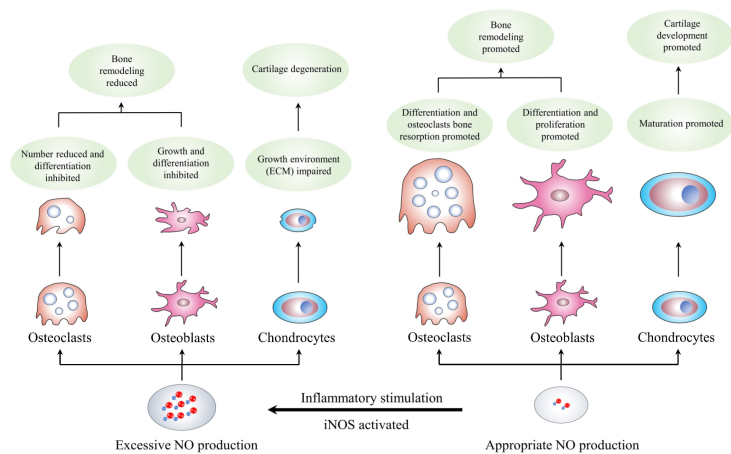 Bone
remodeling
reduced
Cartilage degeneration
Number reduced and
differentiation
inhibited
Growth and
differentiation
inhibited
Growth environment
(ECM) impaired
Osteoclasts
Osteoblasts
Chondrocytes
Excessive NO production
Inflammatory stimulation
iNOS activated
Bone
remodeling
promoted
Cartilage
development
promoted
Differentiation and
osteoclasts bone
resorption promoted
Differentiation and
proliferation
promoted
Maturation promoted
Osteoclasts
Osteoblasts
Chondrocytes
Appropriate NO production